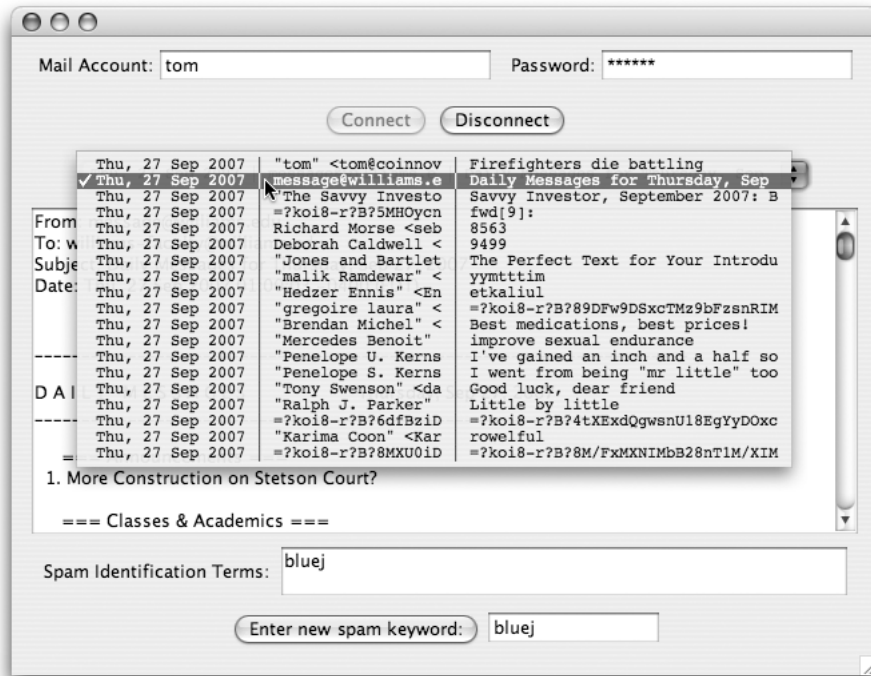 Mail Account: tom Password: ******
Connect Disconnect
Thu, 27 Sep 2007 | "tom" <tom@coinnov | Firefighters die battling
✓ Thu, 27 Sep 2007 | message@williams.e | Daily Messages for Thursday, Sep
Thu, 27 Sep 2007 | "The Savvy Investo | Savvy Investor, September 2007: B
Thu, 27 Sep 2007 | =?koi8-r?B?5MHOycn | fwd[9]:
Thu, 27 Sep 2007 | Richard Morse <seb | 8563
Thu, 27 Sep 2007 | Deborah Caldwell < | 9499
Thu, 27 Sep 2007 | "Jones and Bartlet | The Perfect Text for Your Introdu
Thu, 27 Sep 2007 | "malik Ramdewar" < | yymtttim
Thu, 27 Sep 2007 | "Hedzer Ennis" <En | etkaliul
Thu, 27 Sep 2007 | "gregoire laura" < | =?koi8-r?B?89DFw9DSxcTMz9bFzsnRIM
Thu, 27 Sep 2007 | "Brendan Michel" < | Best medications, best prices!
Thu, 27 Sep 2007 | "Mercedes Benoit" | improve sexual endurance
Thu, 27 Sep 2007 | "Penelope U. Kerns | I've gained an inch and a half so
Thu, 27 Sep 2007 | "Penelope S. Kerns | I went from being "mr little" too
Thu, 27 Sep 2007 | "Tony Swenson" <da | Good luck, dear friend
Thu, 27 Sep 2007 | "Ralph J. Parker" | Little by little
Thu, 27 Sep 2007 | =?koi8-r?B?6dfBziD | =?koi8-r?B?4tXExdQgwsnU18EgYyDOxc
Thu, 27 Sep 2007 | "Karima Coon" <Kar | rowelful
Thu, 27 Sep 2007 | =?koi8-r?B?8MXU0iD | =?koi8-r?B?8M/FxMXNIMbB28nT1M/XIM
From
To: w
Subject
Date:
D A I
1. More Construction on Stetson Court?
=== Classes & Academics ===
Spam Identification Terms: bluej
Enter new spam keyword: bluej